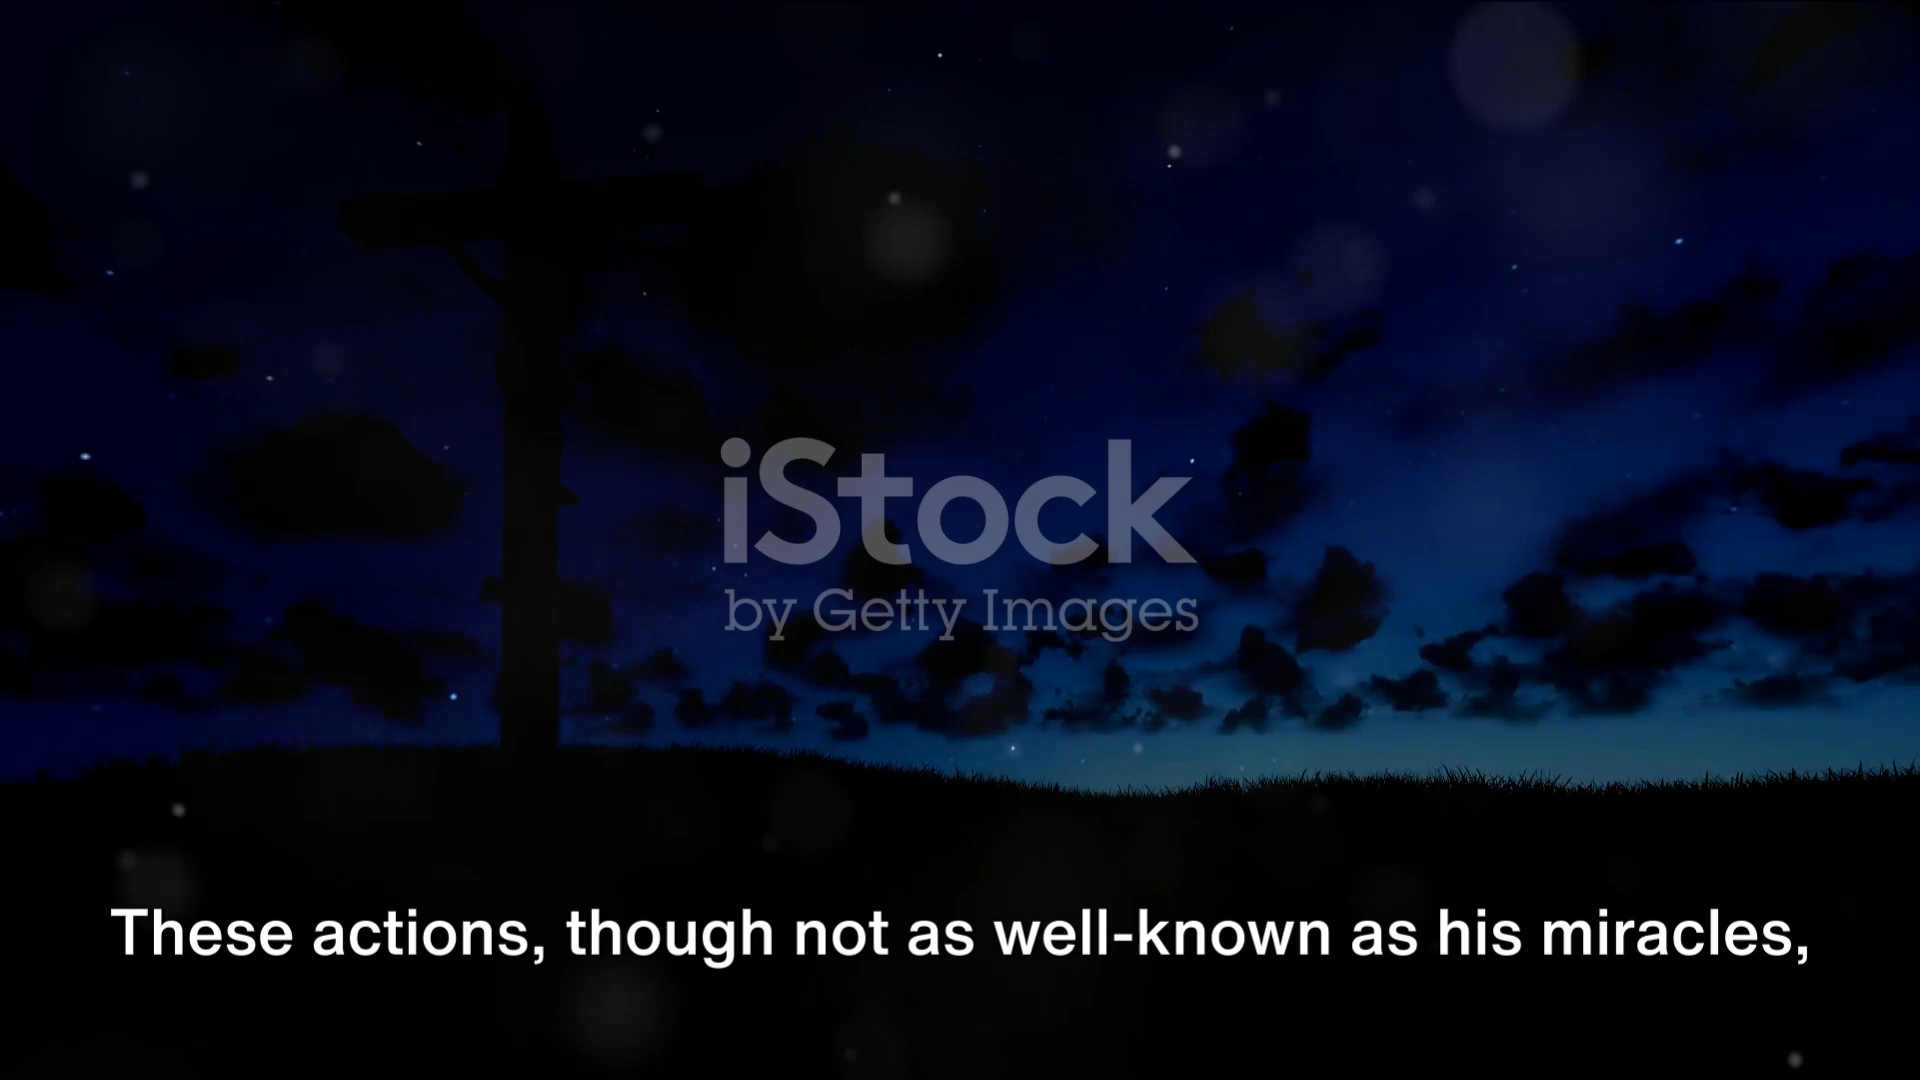 iStock
by Getty Images
These actions, though not as well-known as his miracles,